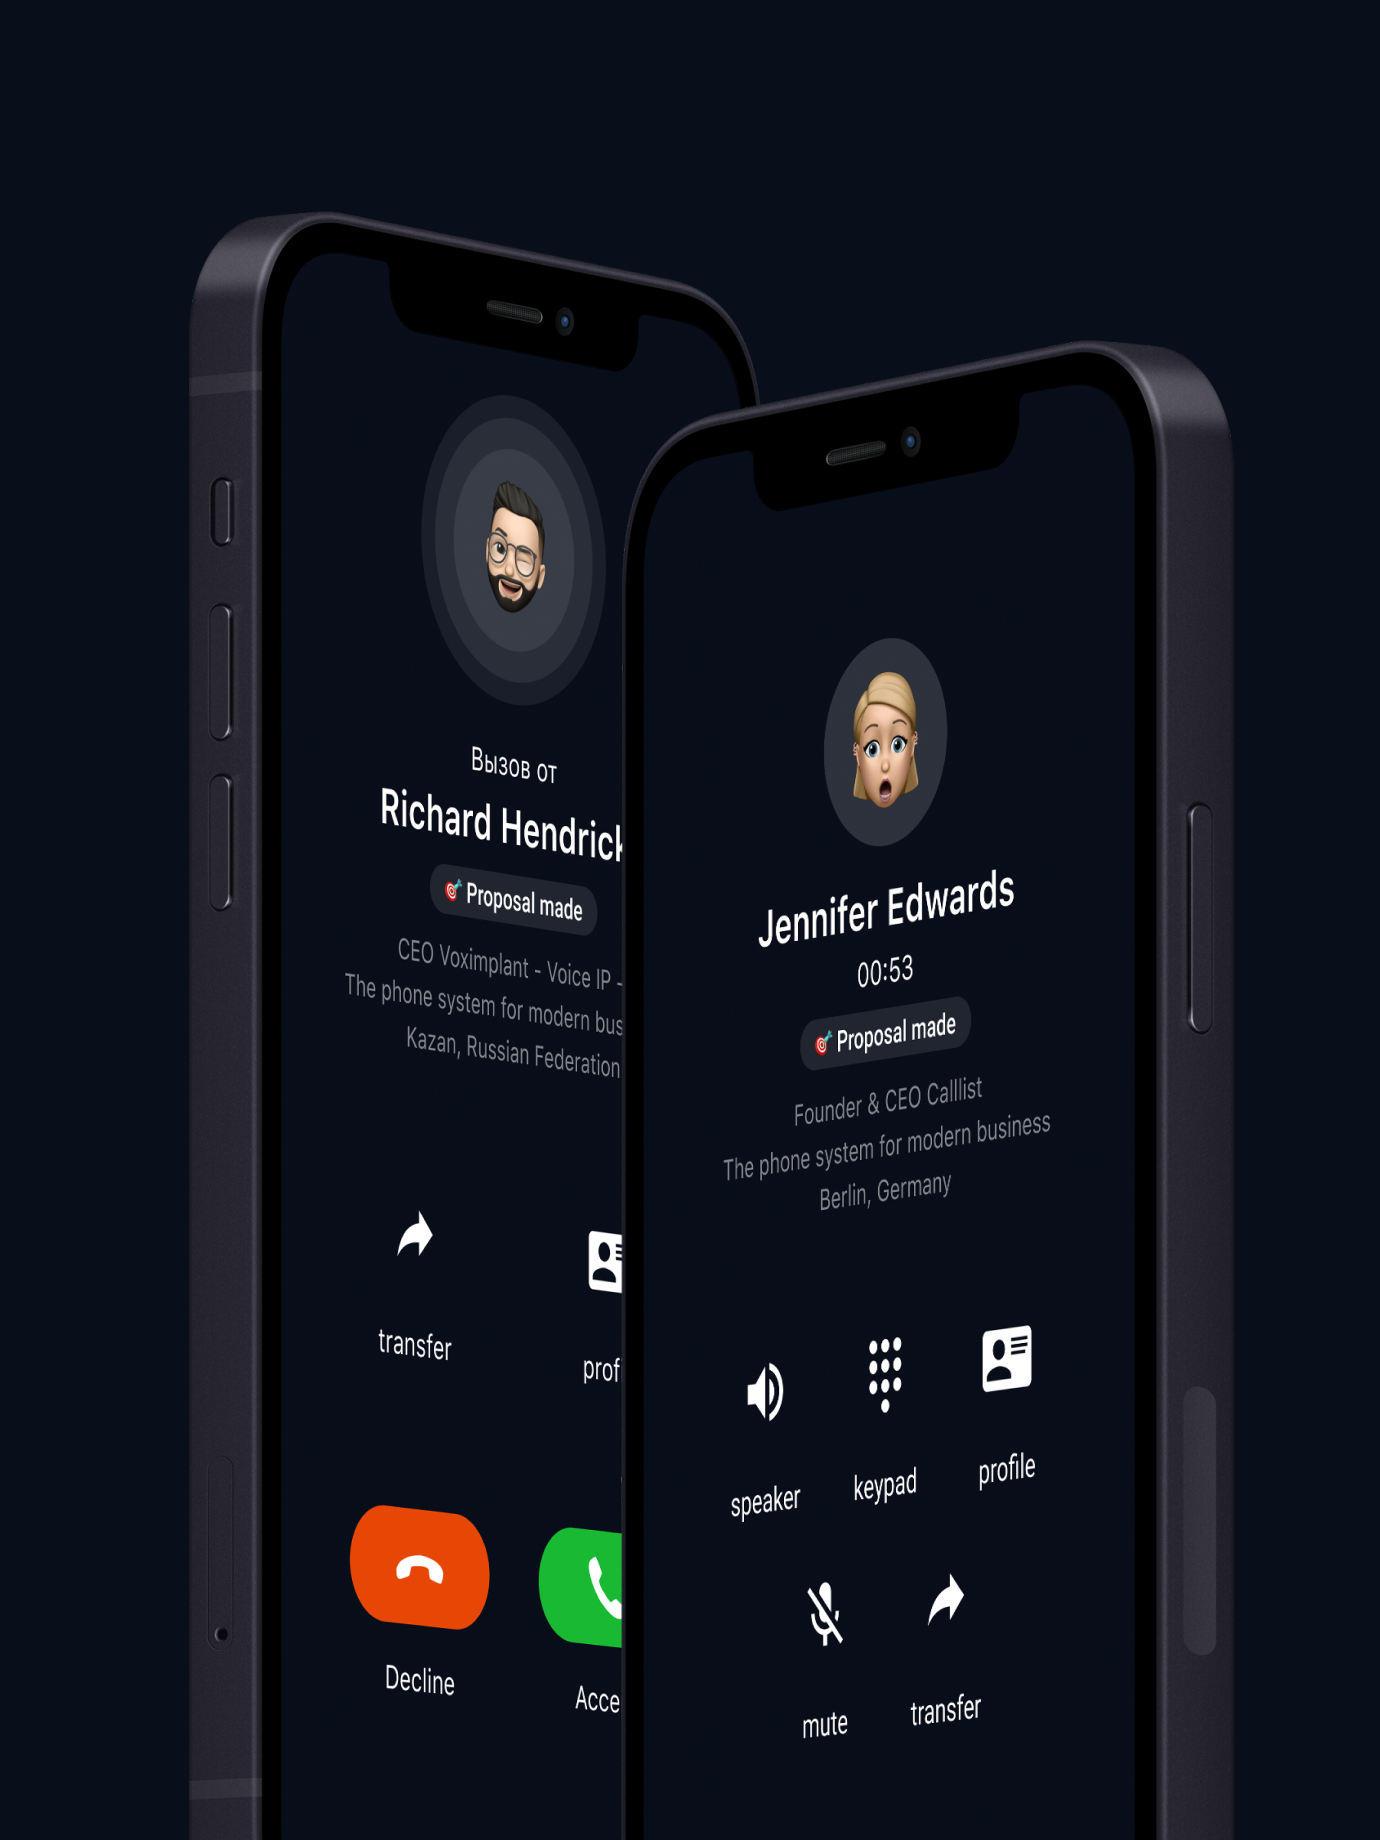 Вызов от
Richard Hendrick
Proposal made
CEO Voximplant - Voice IP -
The phone system for modern bus
Kazan, Russian Federation
transfer
prof
Decline
Acce
Jennifer Edwards
00:53
Proposal made
Founder & CEO Calllist
The phone system for modern business
Berlin, Germany
speaker
keypad
profile
mute
transfer